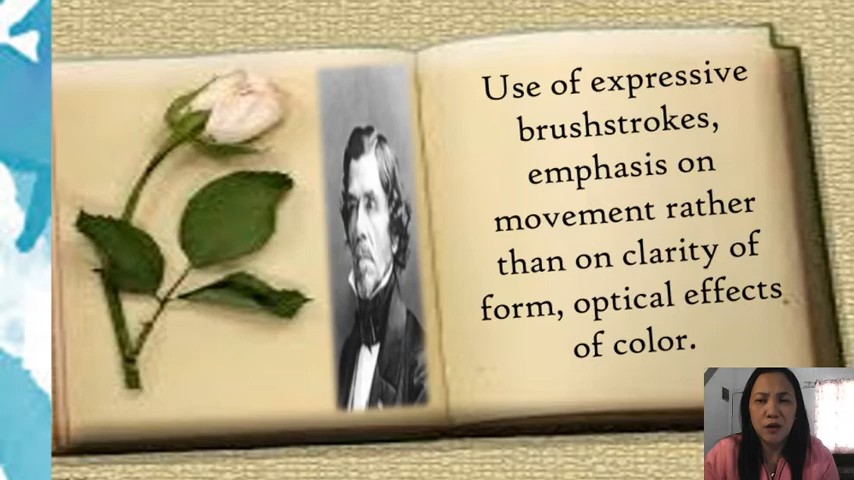 Use of expressive
brushstrokes,
emphasis on
movement rather
than on clarity of
form, optical effects
of color.